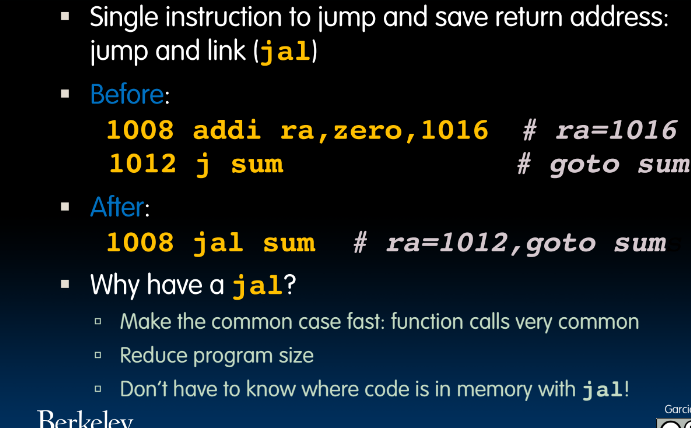 ▪ Single instruction to jump and save return address:
jump and link (jal)
▪ Before:
1008 addi ra,zero,1016 # ra=1016
1012 j sum # goto sum
▪ After:
1008 jal sum # ra=1012,goto sum
▪ Why have a jal?
▫ Make the common case fast: function calls very common
▫ Reduce program size
▫ Don't have to know where code is in memory with jal!
Berkeley